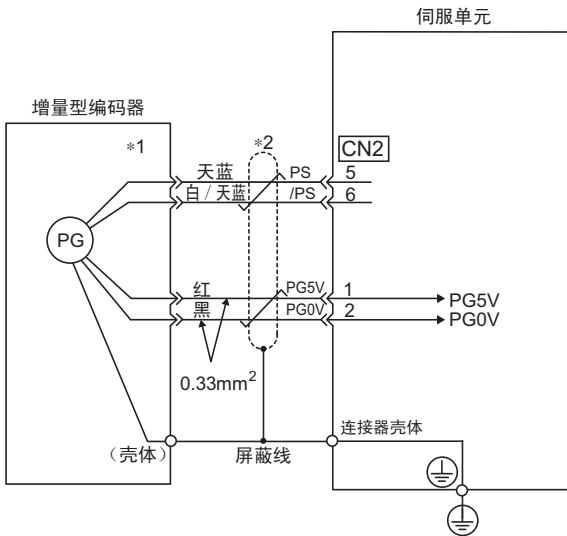 伺服单元
增量型编码器
*1
*2
CN2
天蓝
PS
5
白 / 天蓝
/PS
6
PG
红
PG5V
1
PG5V
黑
PG0V
2
PG0V
0.33mm²
连接器壳体
（壳体）
屏蔽线